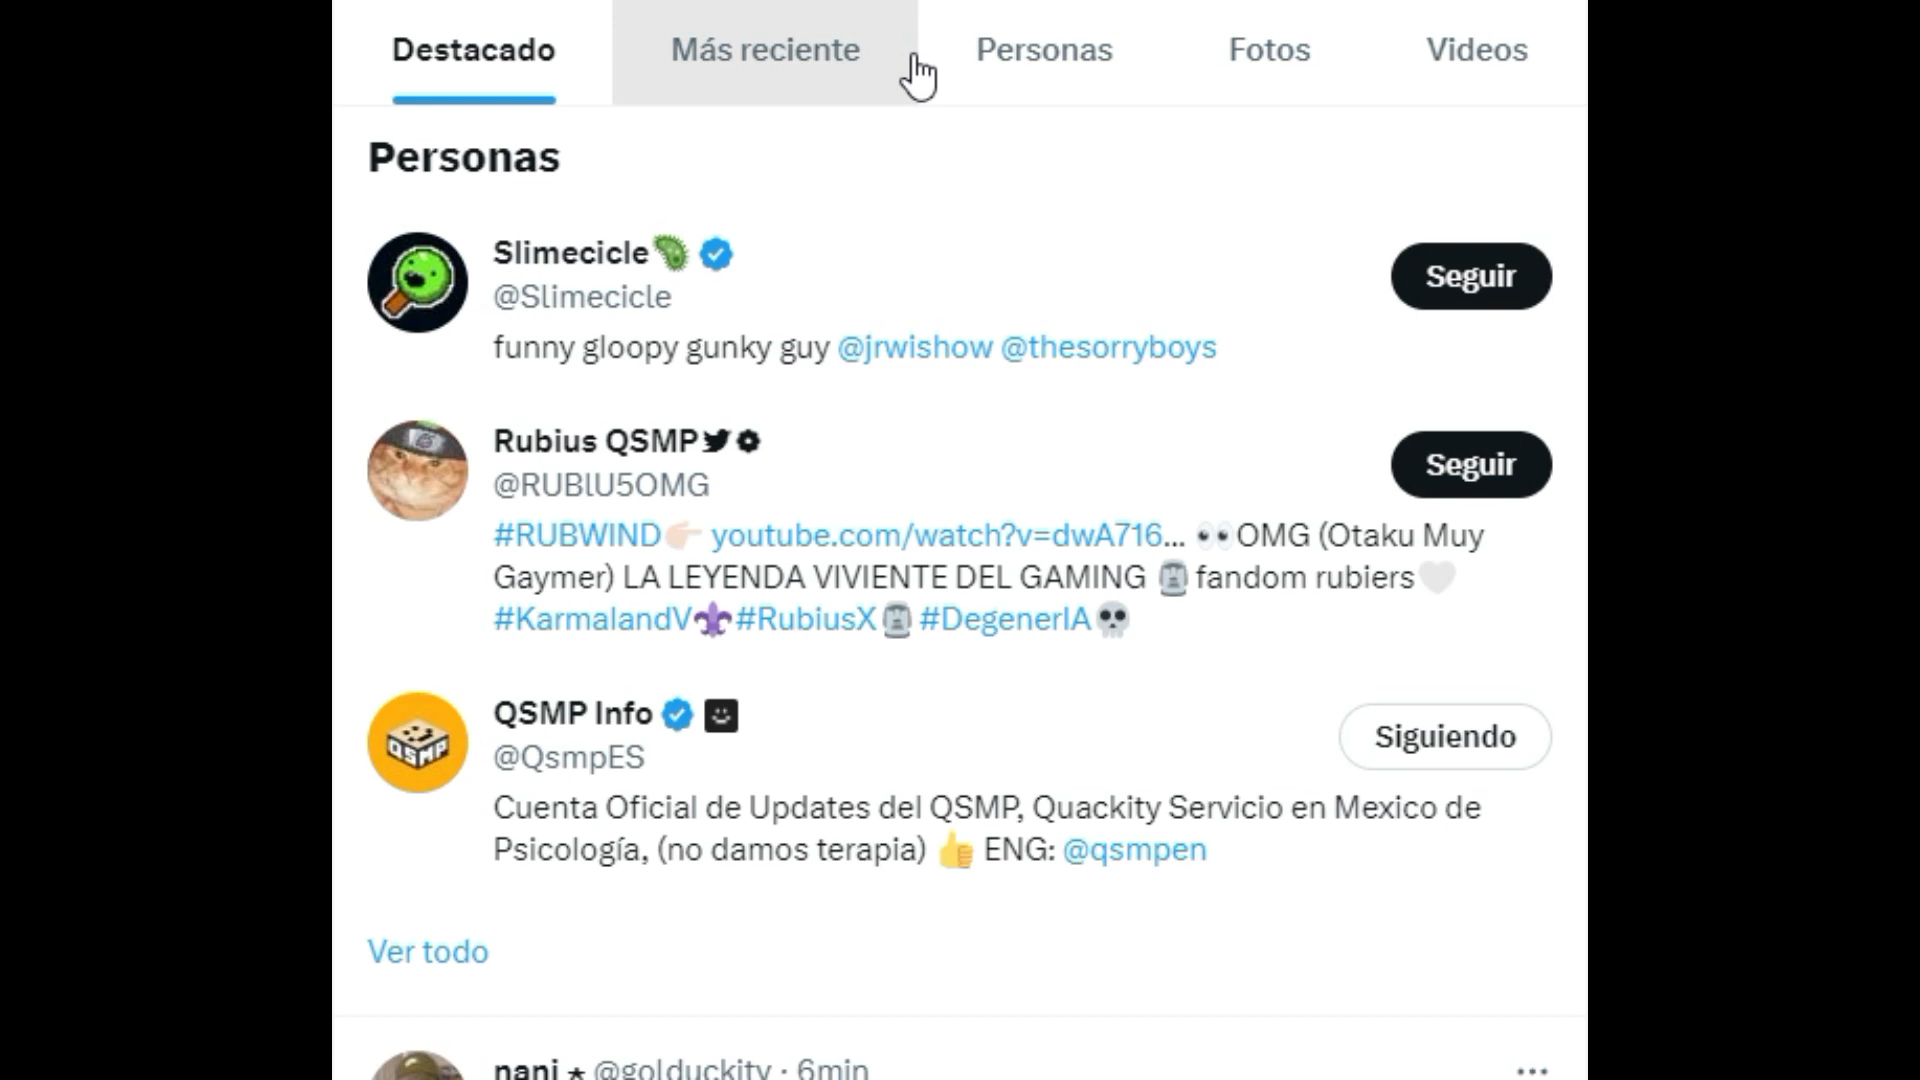 Destacado Más reciente Personas Fotos Videos
Personas
Slimecicle
@Slimecicle
Seguir
funny gloopy gunky guy @jrwishow @thesorryboys
Rubius QSMP
@RUBlU5OMG
Seguir
#RUBWIND👉🏻 youtube.com/watch?v=dwA716... 👀OMG (Otaku Muy
Gaymer) LA LEYENDA VIVIENTE DEL GAMING 🗿fandom rubiers🤍
#KarmalandV⚜#RubiusX🗿#DegenerIA💀
QSMP Info
@QsmpES
Siguiendo
QSMP
Cuenta Oficial de Updates del QSMP, Quackity Servicio en Mexico de
Psicología, (no damos terapia) 👍 ENG: @qsmpen
Ver todo
nani ⋆ @golduckity · 6min